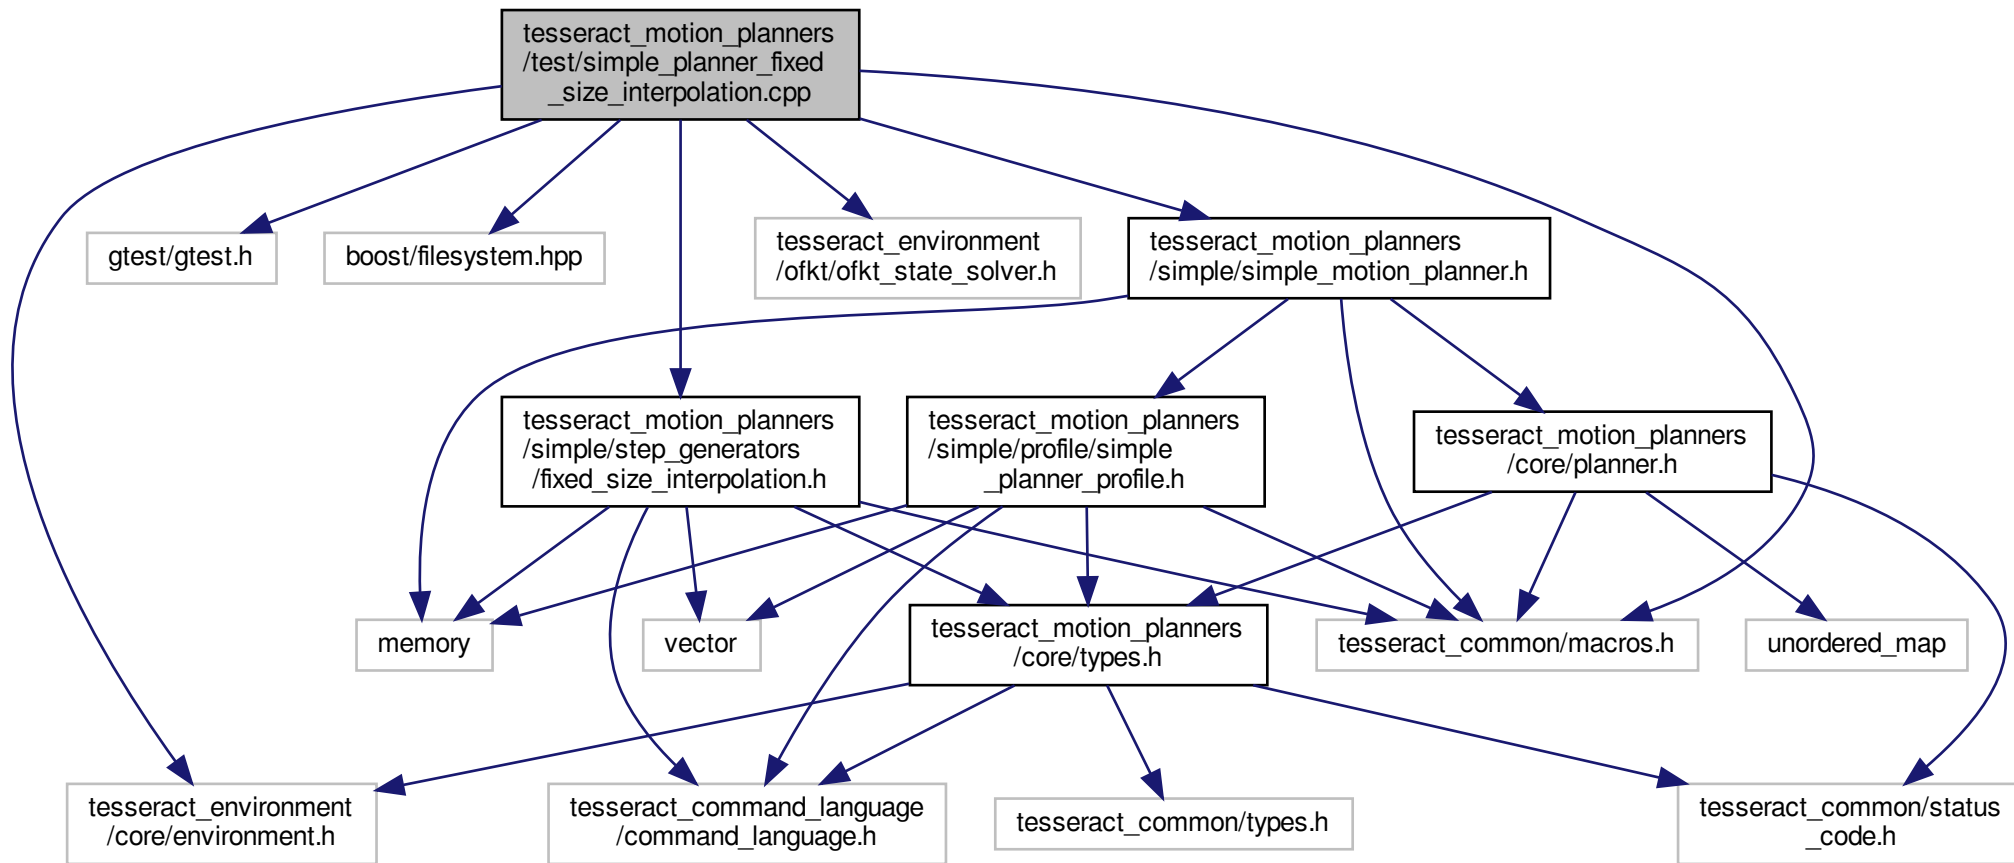 tesseract_motion_planners
/test/simple_planner_fixed
_size_interpolation.cpp
gtest/gtest.h
boost/filesystem.hpp
tesseract_environment
/ofkt/ofkt_state_solver.h
tesseract_motion_planners
/simple/simple_motion_planner.h
tesseract_motion_planners
/simple/step_generators
/fixed_size_interpolation.h
tesseract_motion_planners
/simple/profile/simple
_planner_profile.h
tesseract_motion_planners
/core/planner.h
memory
vector
tesseract_motion_planners
/core/types.h
tesseract_common/macros.h
unordered_map
tesseract_environment
/core/environment.h
tesseract_command_language
/command_language.h
tesseract_common/types.h
tesseract_common/status
_code.h